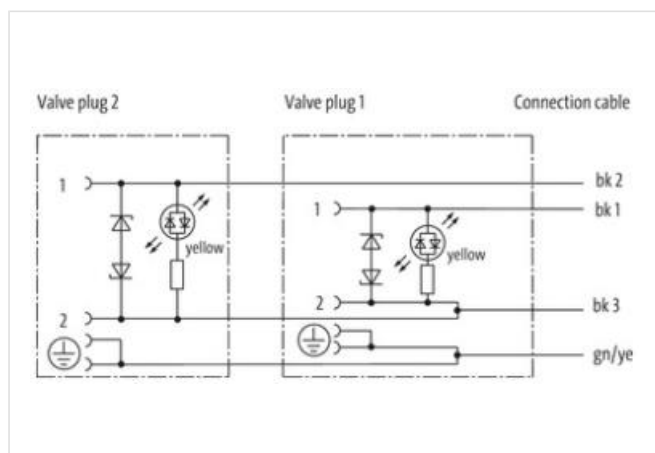 Valve plug 2 Valve plug 1 Connection cable
1 bk 2
1 bk 1
yellow yellow
2 bk 3
2
gn/ye